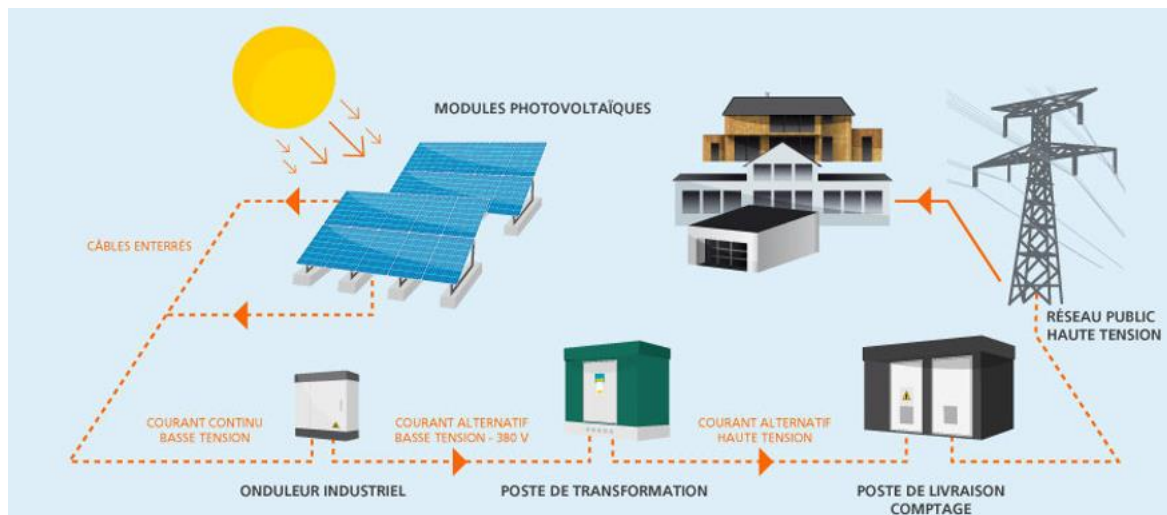 MODULES PHOTOVOLTAÏQUES
CÂBLES ENTERRÉS
RÉSEAU PUBLIC
HAUTE TENSION
COURANT CONTINU
BASSE TENSION
COURANT ALTERNATIF
BASSE TENSION - 380 V
COURANT ALTERNATIF
HAUTE TENSION
ONDULEUR INDUSTRIEL
POSTE DE TRANSFORMATION
POSTE DE LIVRAISON
COMPTAGE